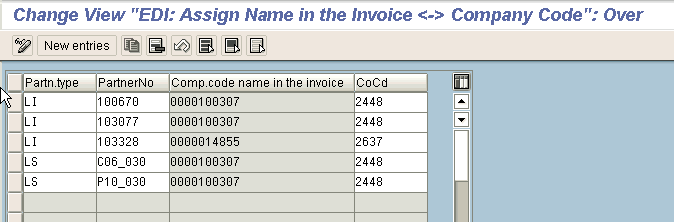 Change View "EDI: Assign Name in the Invoice <-> Company Code": Over
New entries
Partn.type PartnerNo Comp.code name in the invoice CoCd
LI 100670 0000100307 2448
LI 103077 0000100307 2448
LI 103328 0000014855 2637
LS C06_030 0000100307 2448
LS P10_030 0000100307 2448